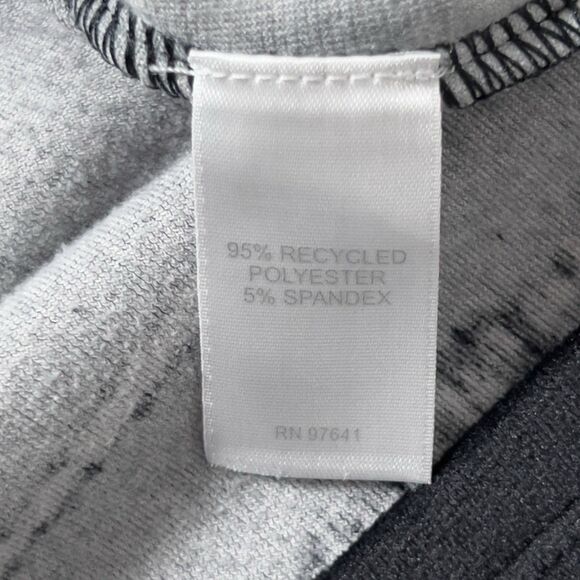 95% RECYCLED
POLYESTER
5% SPANDEX
RN 97641